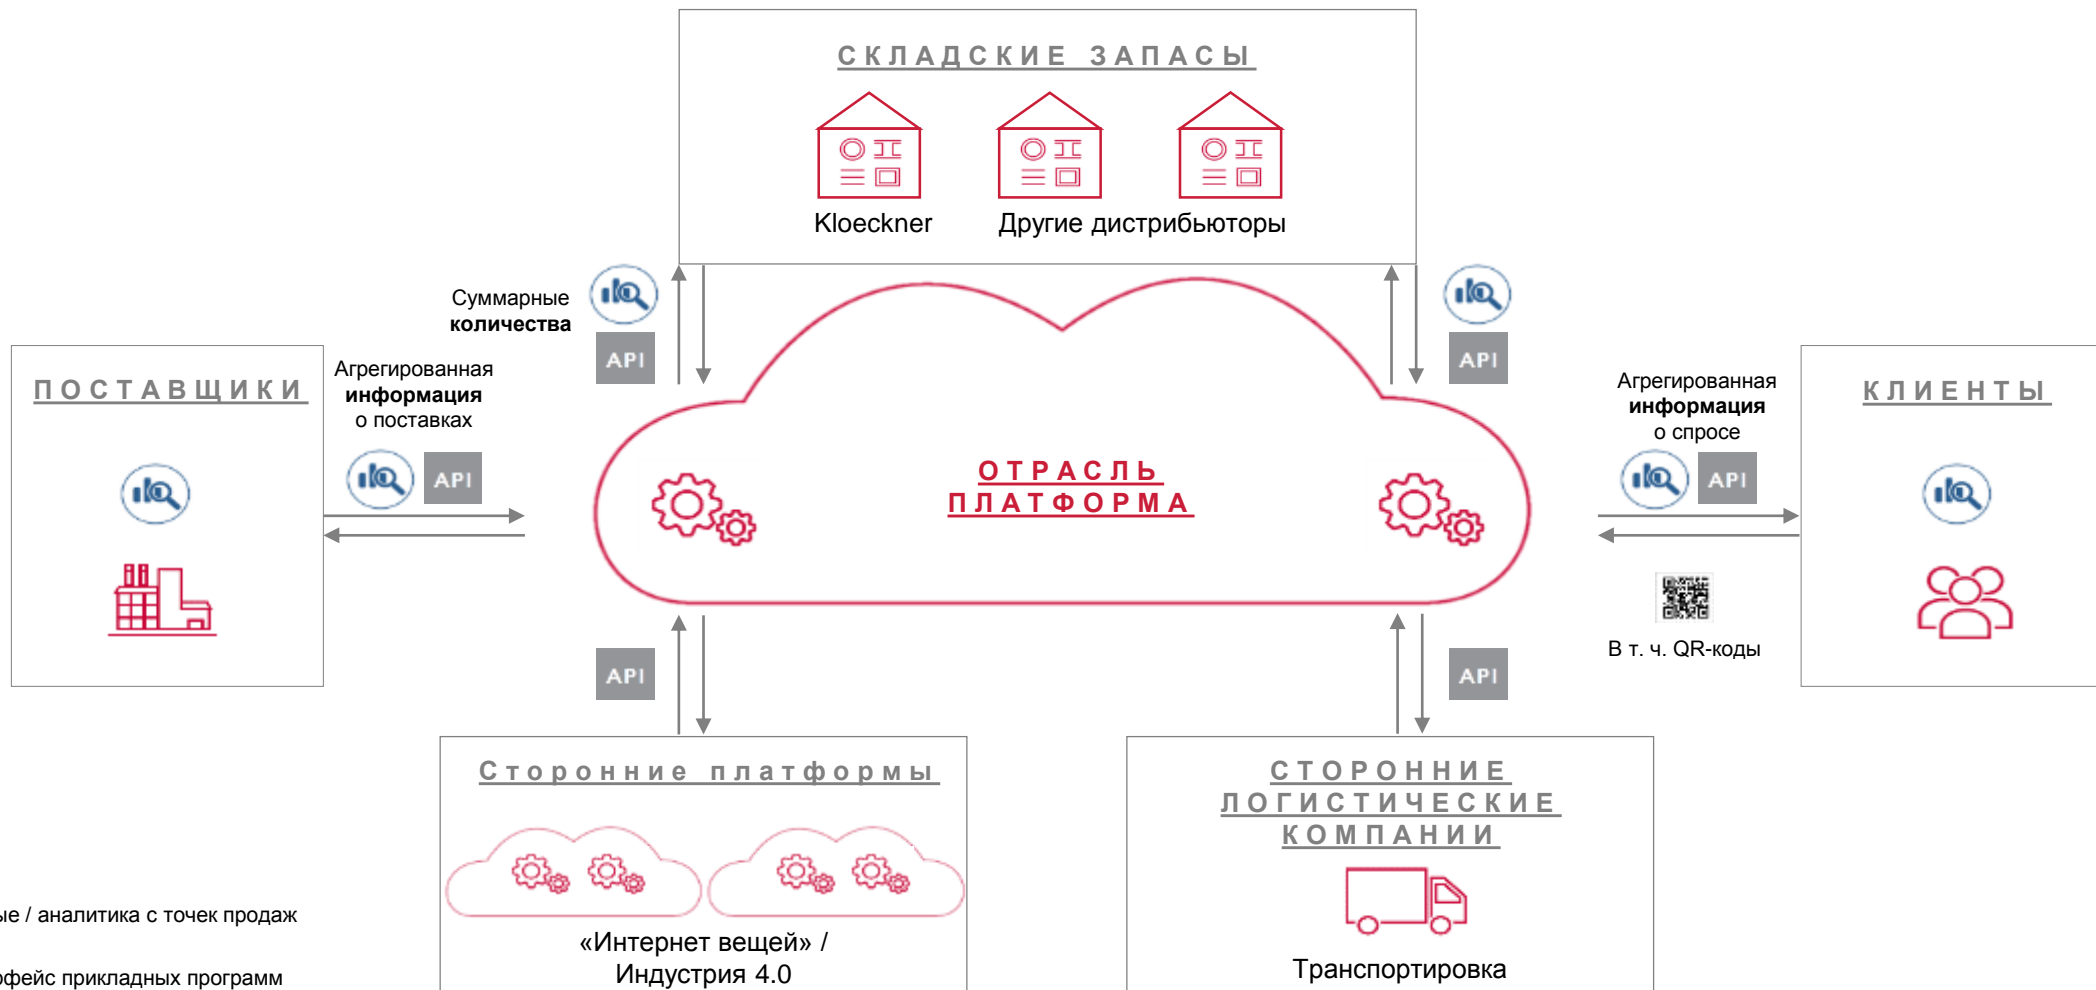 СКЛАДСКИЕ ЗАПАСЫ
Kloeckner
Другие дистрибьюторы
Суммарные
количества
API
API
ПОСТАВЩИКИ
Агрегированная
информация
о поставках
API
ОТРАСЛЬ
ПЛАТФОРМА
Агрегированная
информация
о спросе
API
КЛИЕНТЫ
В т. ч. QR-коды
API
API
Сторонние платформы
«Интернет вещей» /
Индустрия 4.0
СТОРОННИЕ
ЛОГИСТИЧЕСКИЕ
КОМПАНИИ
Транспортировка
/ аналитика с точек продаж
прикладных программ